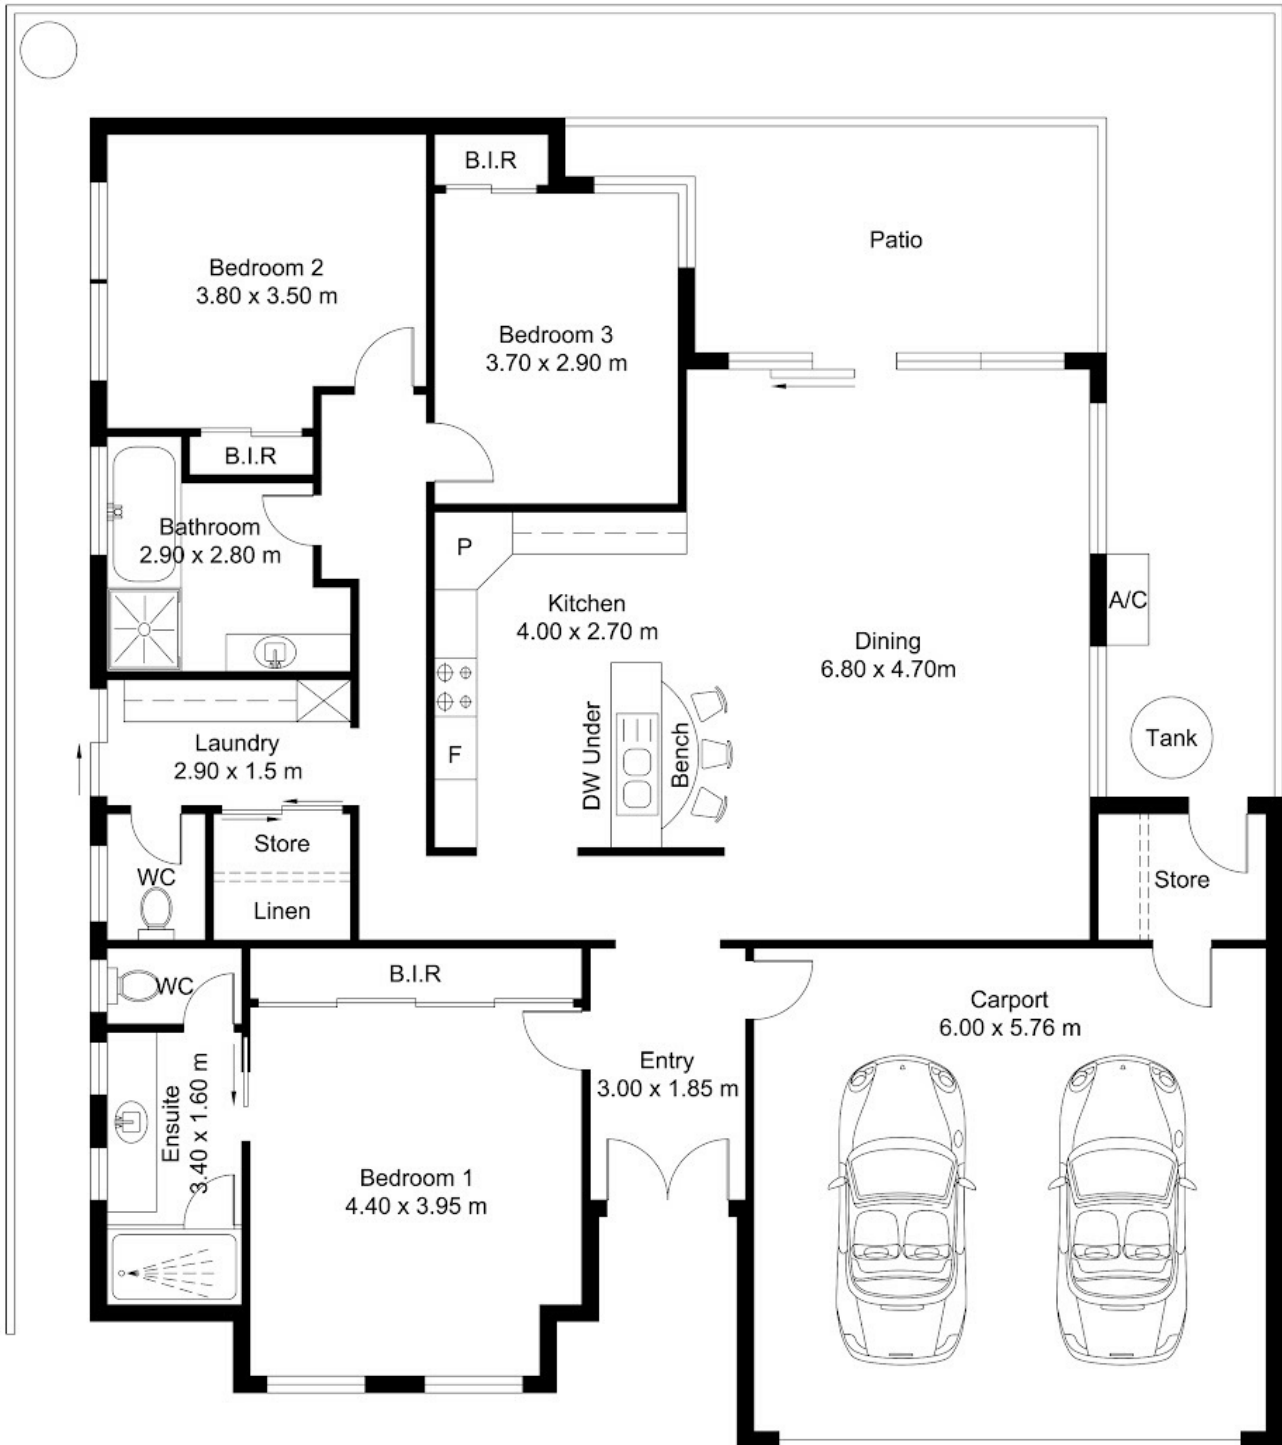 B.I.R
Patio
Bedroom 2
3.80 x 3.50 m
Bedroom 3
3.70 x 2.90 m
B.I.R
Bathroom
2.90 x 2.80 m
P
Kitchen
4.00 x 2.70 m
A/C
Dining
6.80 x 4.70m
DW Under
Bench
F
Laundry
2.90 x 1.5 m
Tank
Store
WC
Linen
Store
WC
B.I.R
Carport
6.00 x 5.76 m
Entry
3.00 x 1.85 m
Ensuite
3.40 x 1.60 m
Bedroom 1
4.40 x 3.95 m